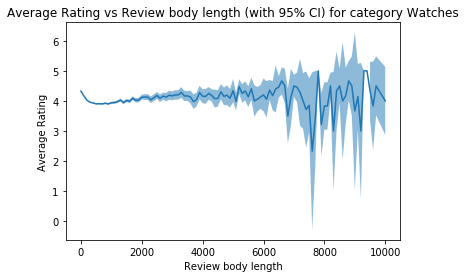 Average Rating vs Review body length (with 95% CI) for category Watches
Average Rating
6
5
4
3
2
1
0
0 2000 4000 6000 8000 10000
Review body length